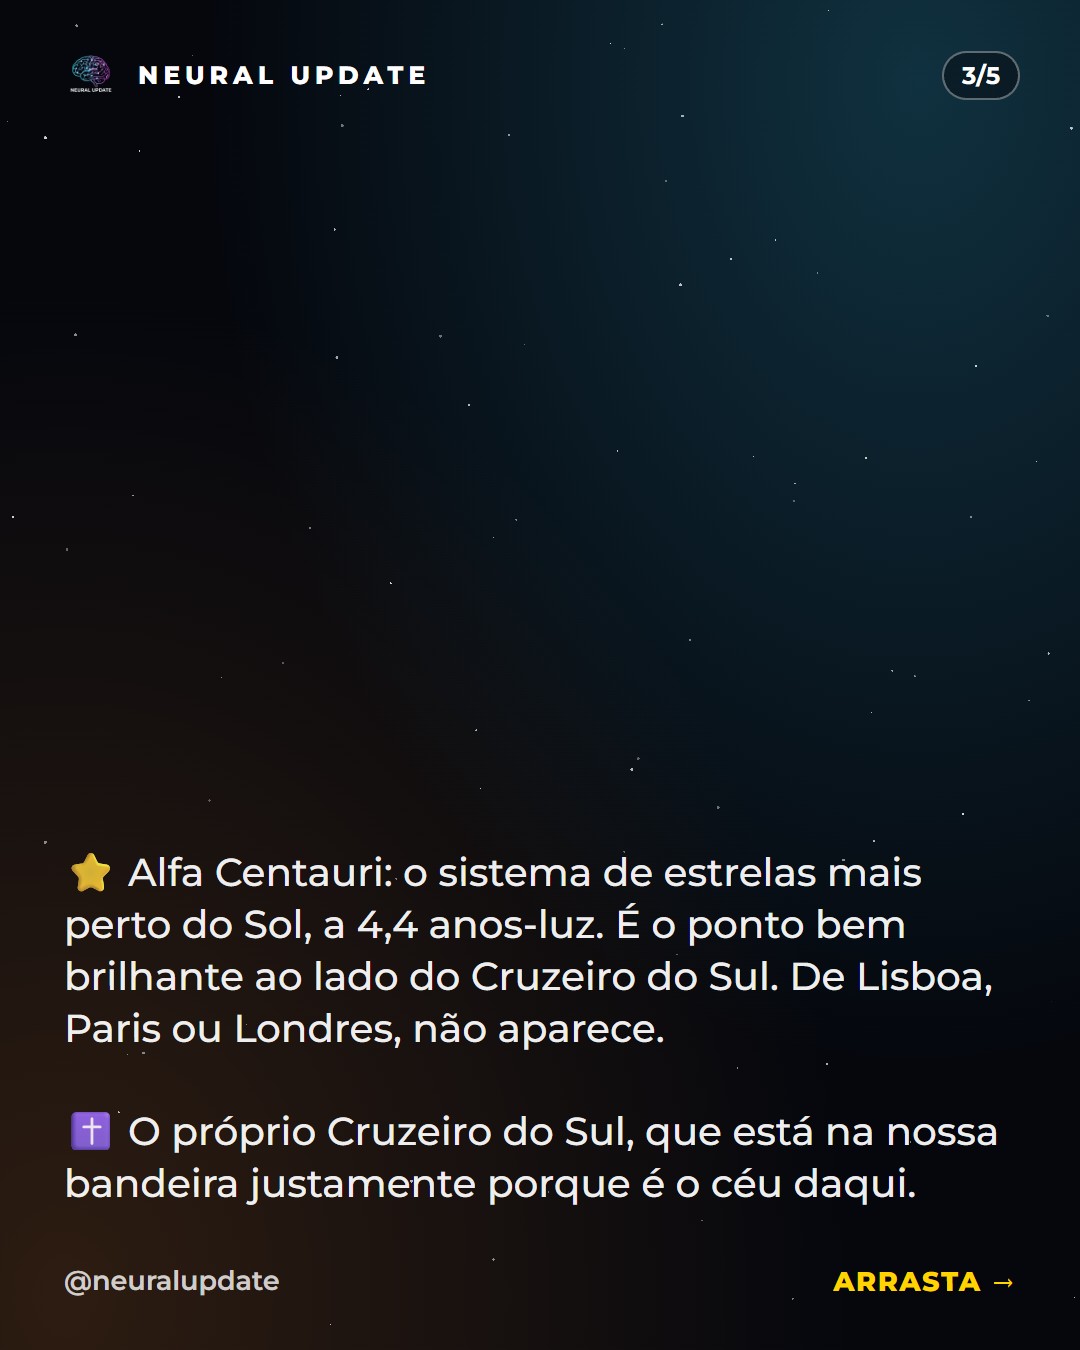 NEURAL UPDATE
NEURAL UPDATE
3/5
⭐ Alfa Centauri: o sistema de estrelas mais
perto do Sol, a 4,4 anos-luz. É o ponto bem
brilhante ao lado do Cruzeiro do Sul. De Lisboa,
Paris ou Londres, não aparece.
✝️ O próprio Cruzeiro do Sul, que está na nossa
bandeira justamente porque é o céu daqui.
@neuralupdate
ARRASTA →